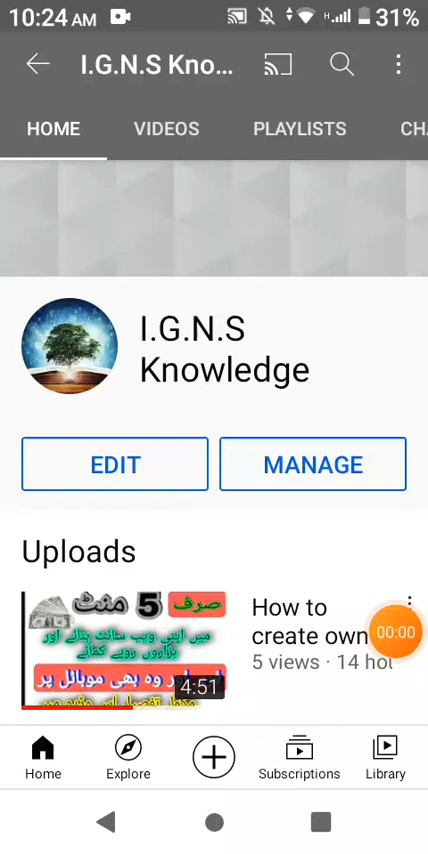 10:24 AM
31%
I.G.N.S Kno...
HOME VIDEOS PLAYLISTS CH
I.G.N.S
Knowledge
EDIT MANAGE
Uploads
صرف 5 منٹ
میں اپنی ویب سائٹ بنائے اور
ہزاروں روپے کمائے
اور وہ بھی موبائل پر
4:51
How to
create own
5 views · 14 ho
00:00
Home Explore Subscriptions Library